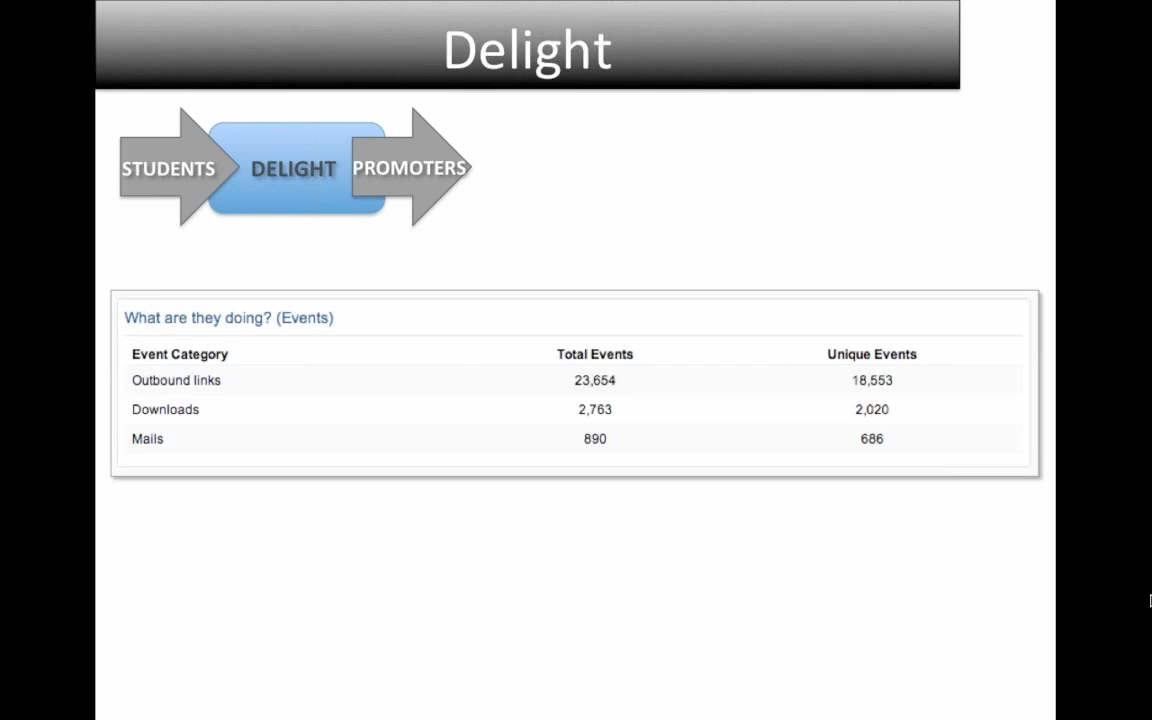 Delight
STUDENTS DELIGHT PROMOTERS
What are they doing? (Events)
Event Category Total Events Unique Events
Outbound links 23,654 18,553
Downloads 2,763 2,020
Mails 890 686